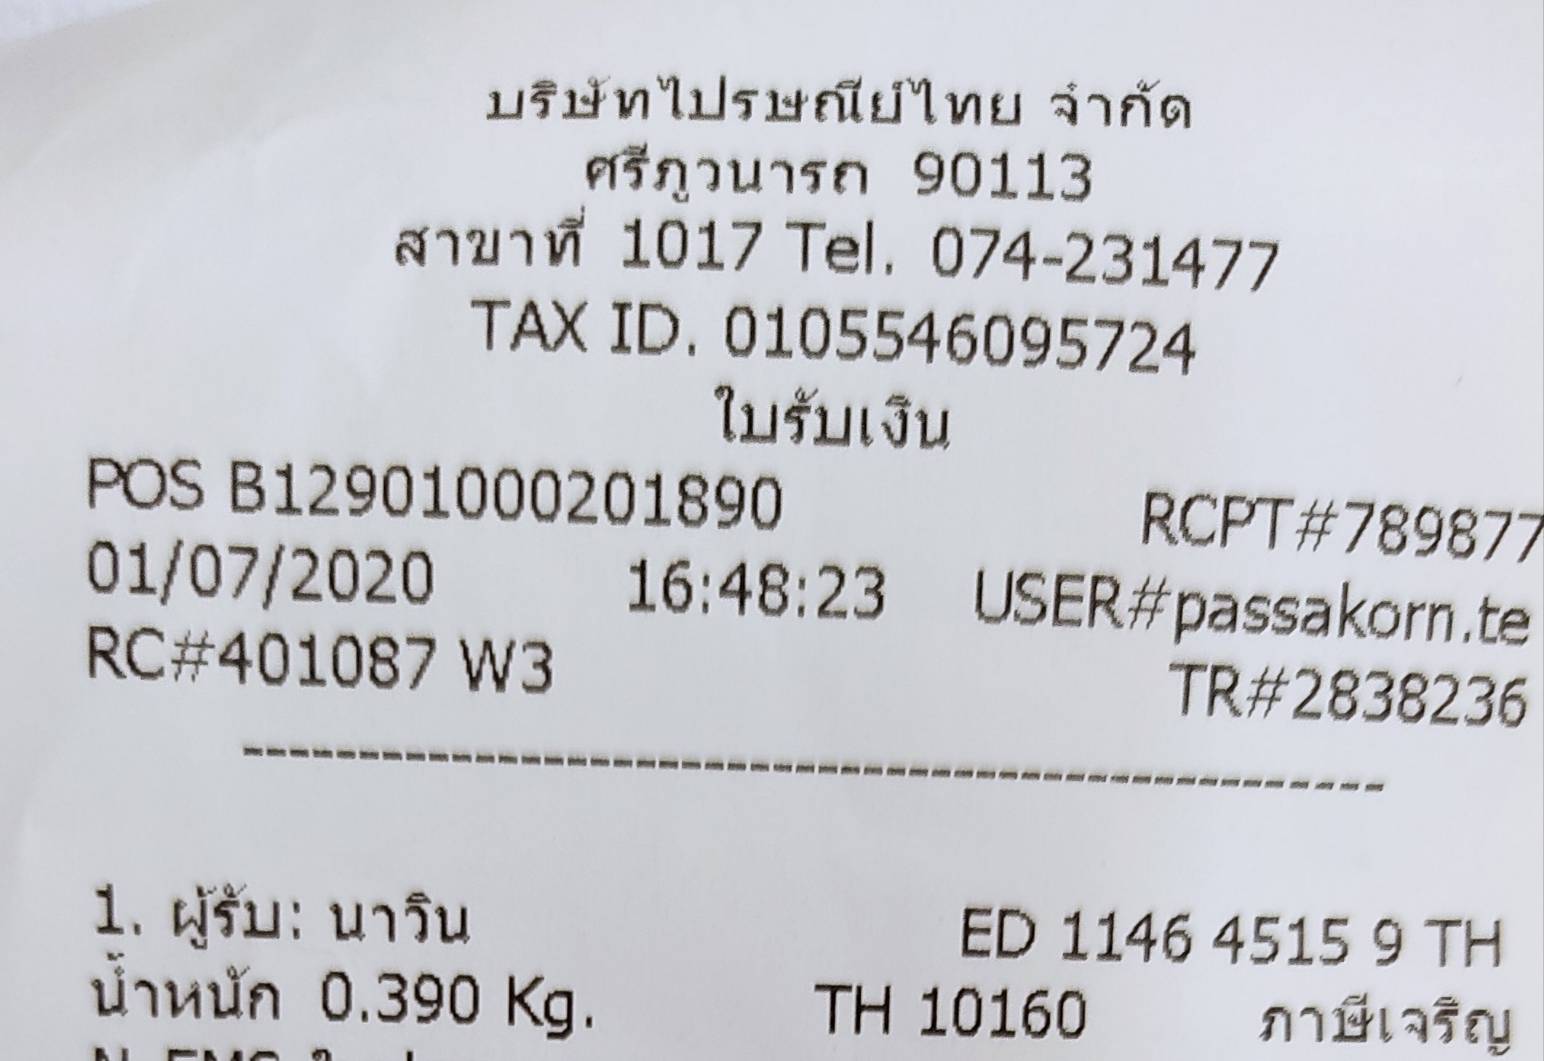 บริษัทไปรษณีย์ไทย จำกัด
ศรีภูวนารถ 90113
สาขาที่ 1017 Tel. 074-231477
TAX ID. 0105546095724
ใบรับเงิน
POS B12901000201890 RCPT#789877
01/07/2020 16:48:23 USER#passakorn.te
RC#401087 W3 TR#2838236
--------------------------------------------------
1. ผู้รับ: นาวิน ED 1146 4515 9 TH
น้ำหนัก 0.390 Kg. TH 10160 ภาษีเจริญ